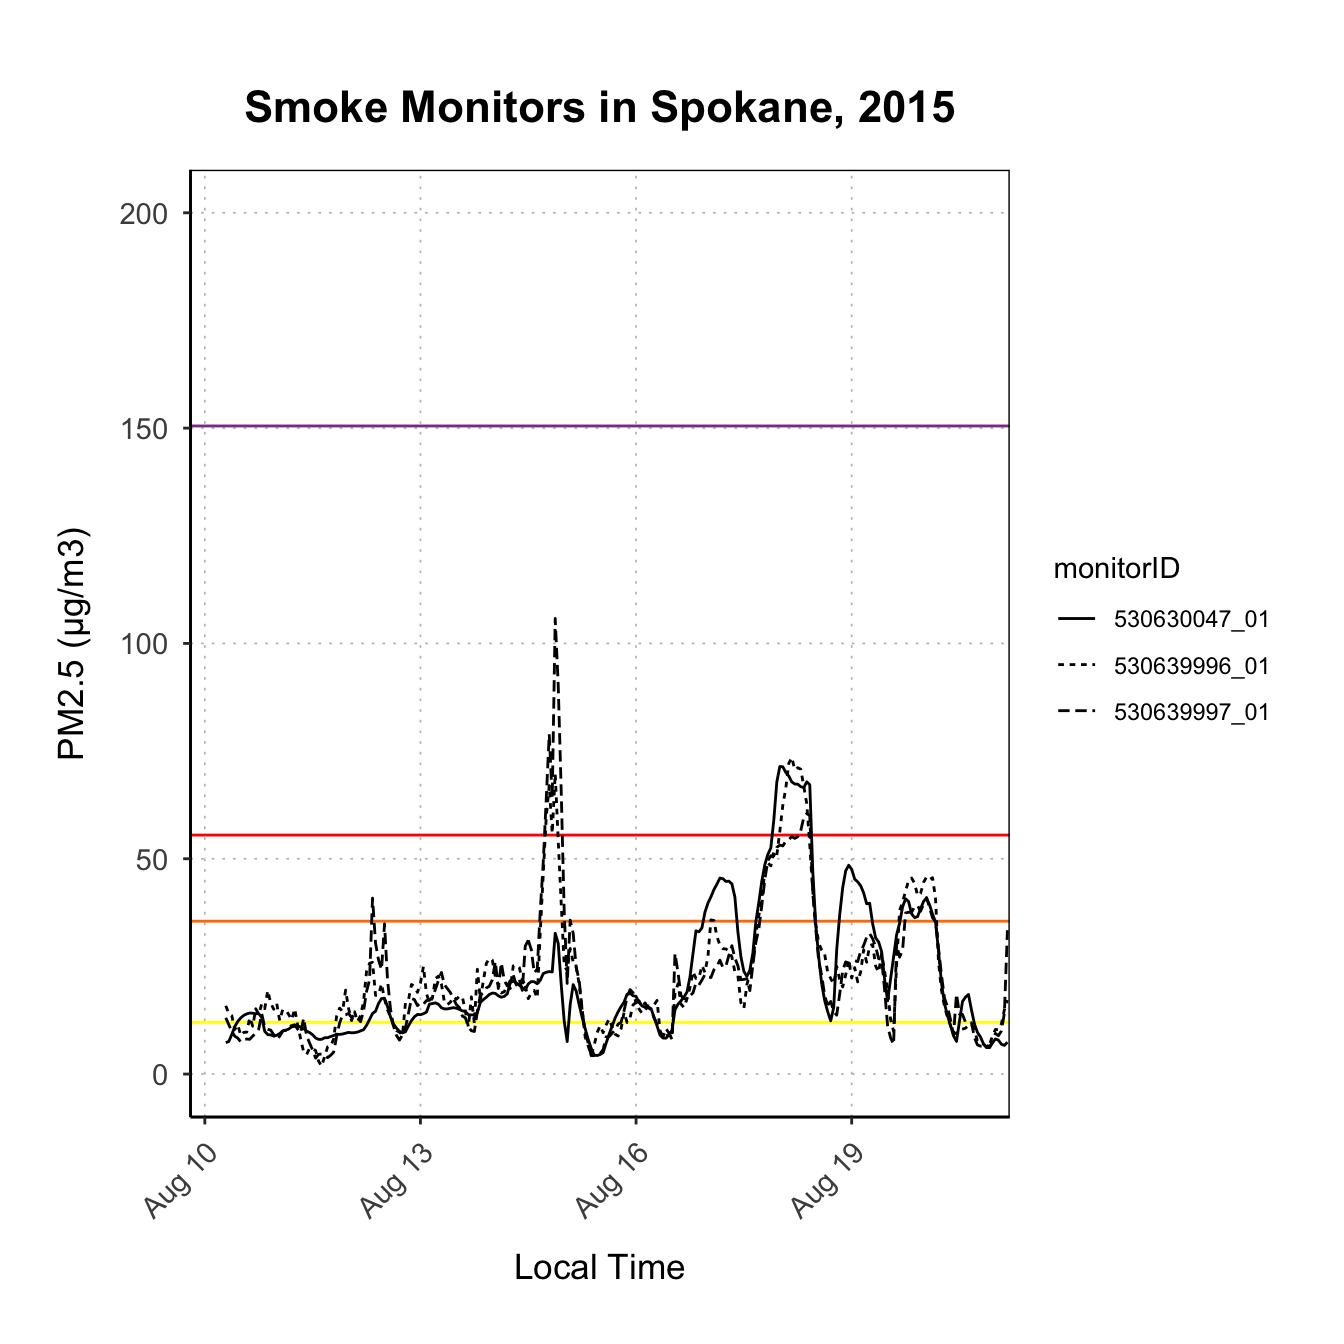 Smoke Monitors in Spokane, 2015
PM2.5 (µg/m3)
200
150
100
50
0
Aug 10
Aug 13
Aug 16
Aug 19
Local Time
monitorID
530630047_01
530639996_01
530639997_01